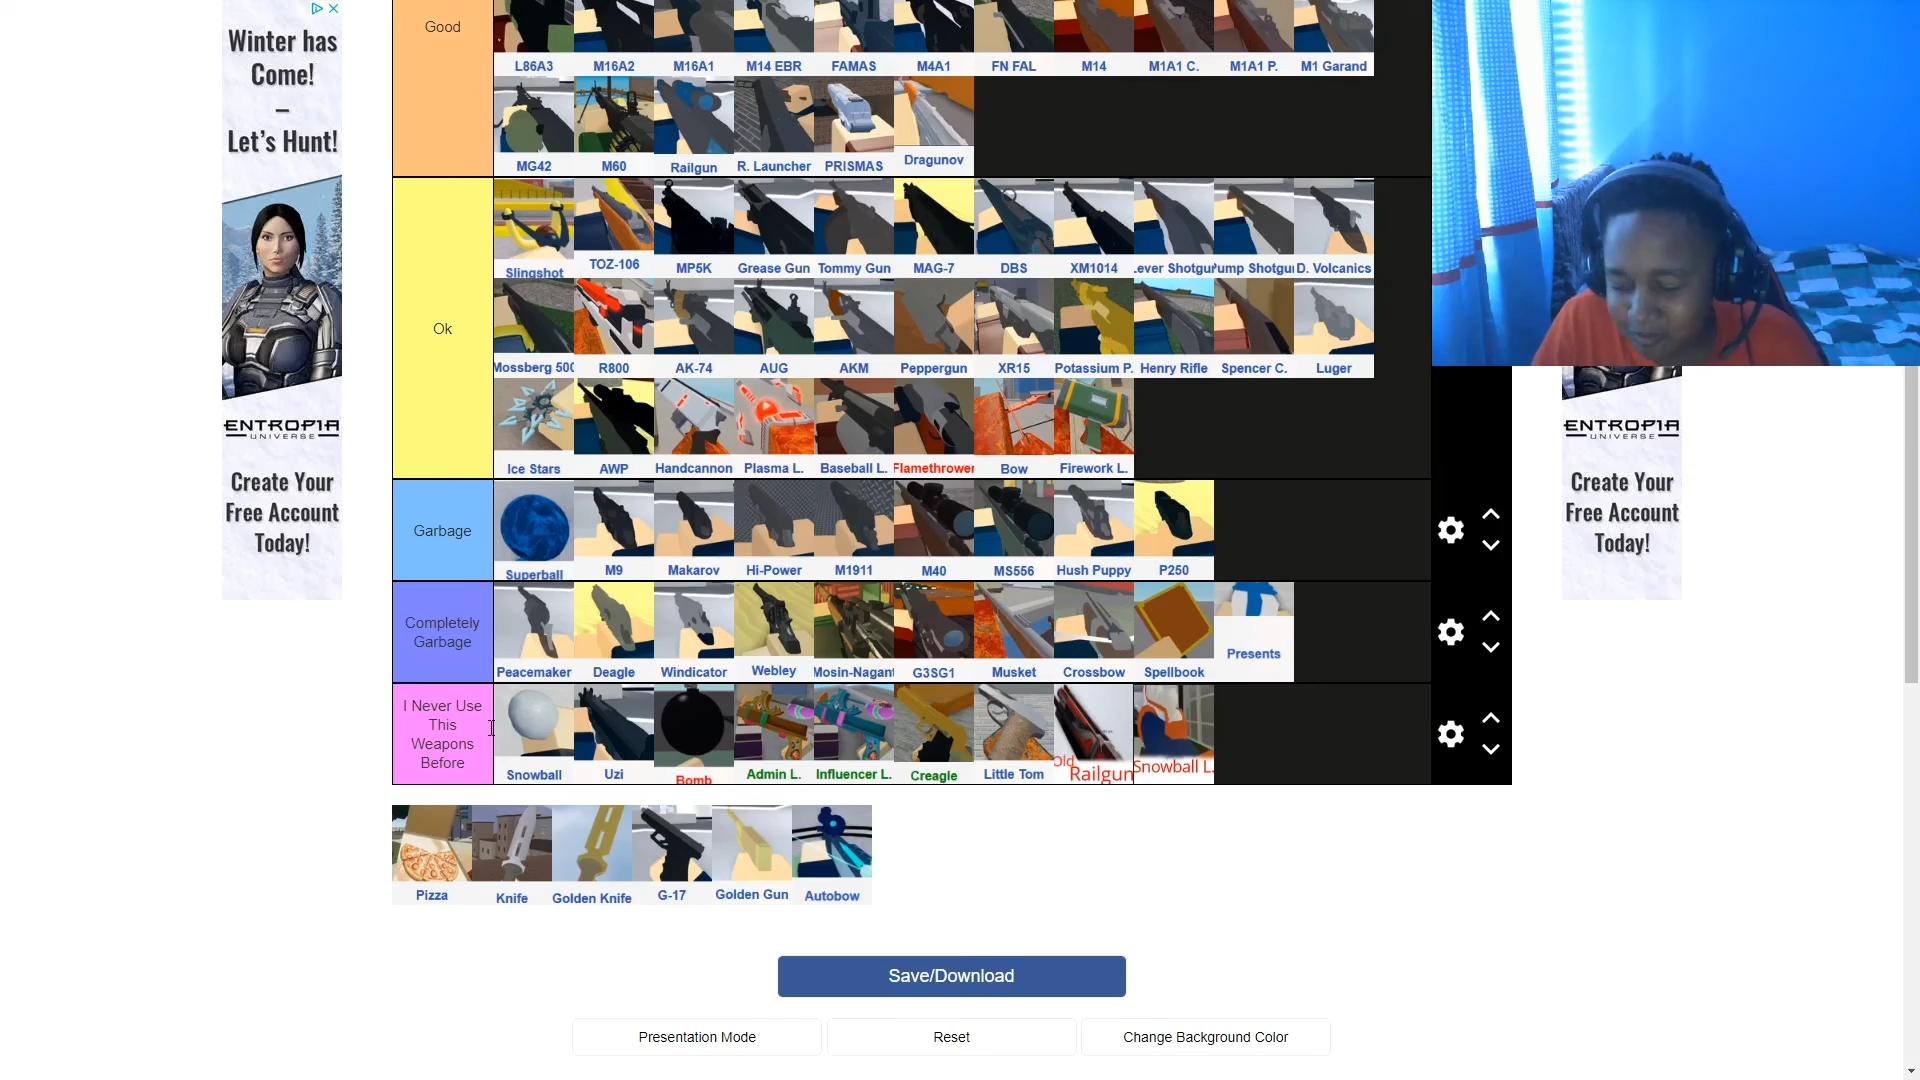 Winter has
Come!
–
Let's Hunt!
ENTROPIA
UNIVERSE
Create Your
Free Account
Today!
Good
L86A3 M16A2 M16A1 M14 EBR FAMAS M4A1 FN FAL M14 M1A1 C. M1A1 P. M1 Garand
MG42 M60 Railgun R. Launcher PRISMAS Dragunov
Ok
Slingshot TOZ-106 MP5K Grease Gun Tommy Gun MAG-7 DBS XM1014 ever Shotgu ump Shotgu D. Volcanics
Mossberg 500 R800 AK-74 AUG AKM Peppergun XR15 Potassium P. Henry Rifle Spencer C. Luger
Ice Stars AWP Handcannon Plasma L. Baseball L. Flamethrower Bow Firework L.
Garbage
Superball M9 Makarov Hi-Power M1911 M40 MS556 Hush Puppy P250
Completely
Garbage
Peacemaker Deagle Windicator Webley Mosin-Nagant G3SG1 Musket Crossbow Spellbook Presents
I Never Use
This
Weapons
Before
Snowball Uzi Bomb Admin L. Influencer L. Creagle Little Tom Old Railgun Snowball L.
Pizza Knife Golden Knife G-17 Golden Gun Autobow
ENTROPIA
UNIVERSE
Create Your
Free Account
Today!
Save/Download
Presentation Mode Reset Change Background Color